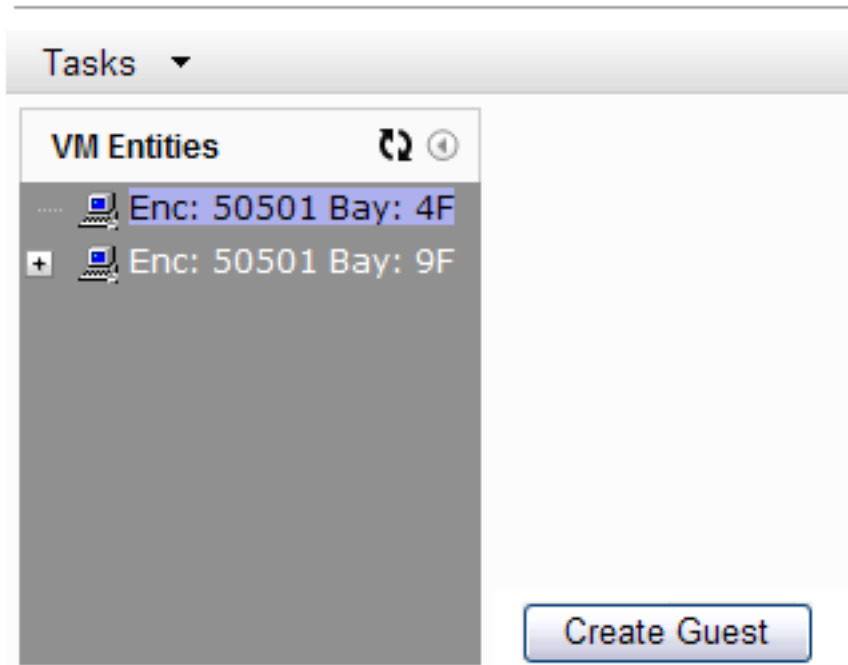 Tasks
VM Entities
Enc: 50501 Bay: 4F
Enc: 50501 Bay: 9F
Create Guest